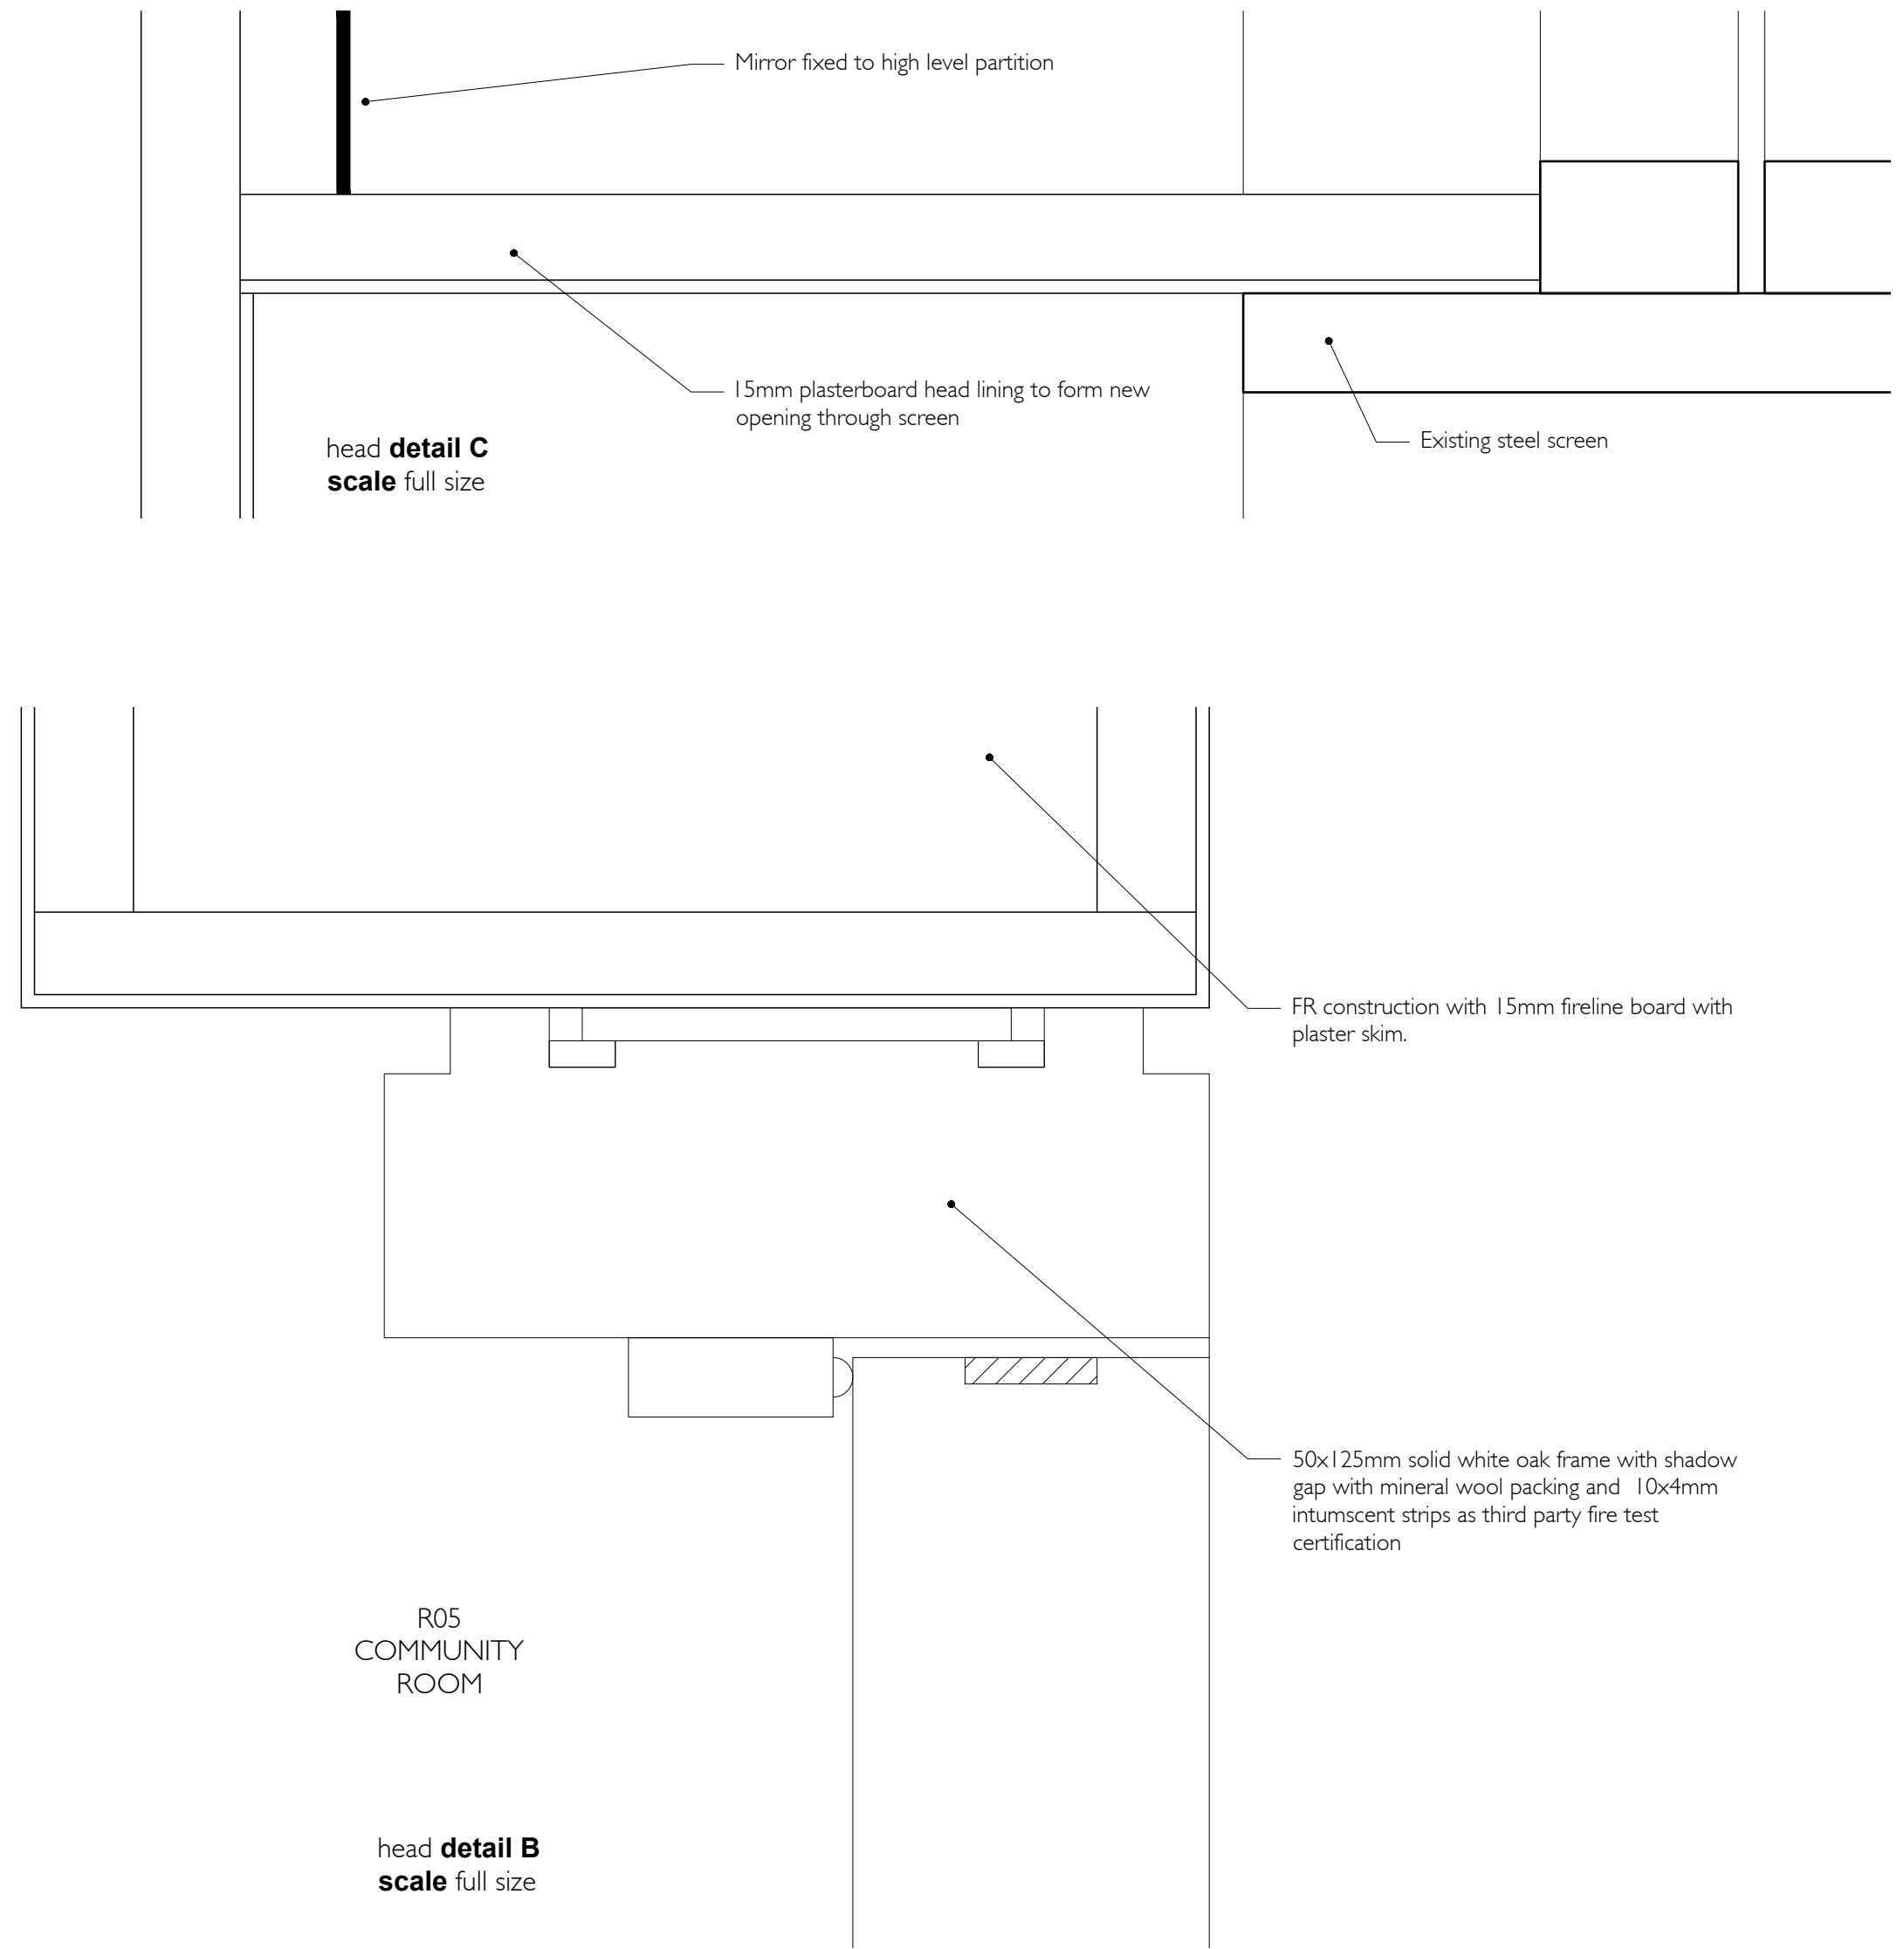 Mirror fixed to high level partition
15mm plasterboard head lining to form new
opening through screen
Existing steel screen
head detail C
scale full size
FR construction with 15mm fireline board with
plaster skim.
50x125mm solid white oak frame with shadow
gap with mineral wool packing and 10x4mm
intumscent strips as third party fire test
certification
R05
COMMUNITY
ROOM
head detail B
scale full size